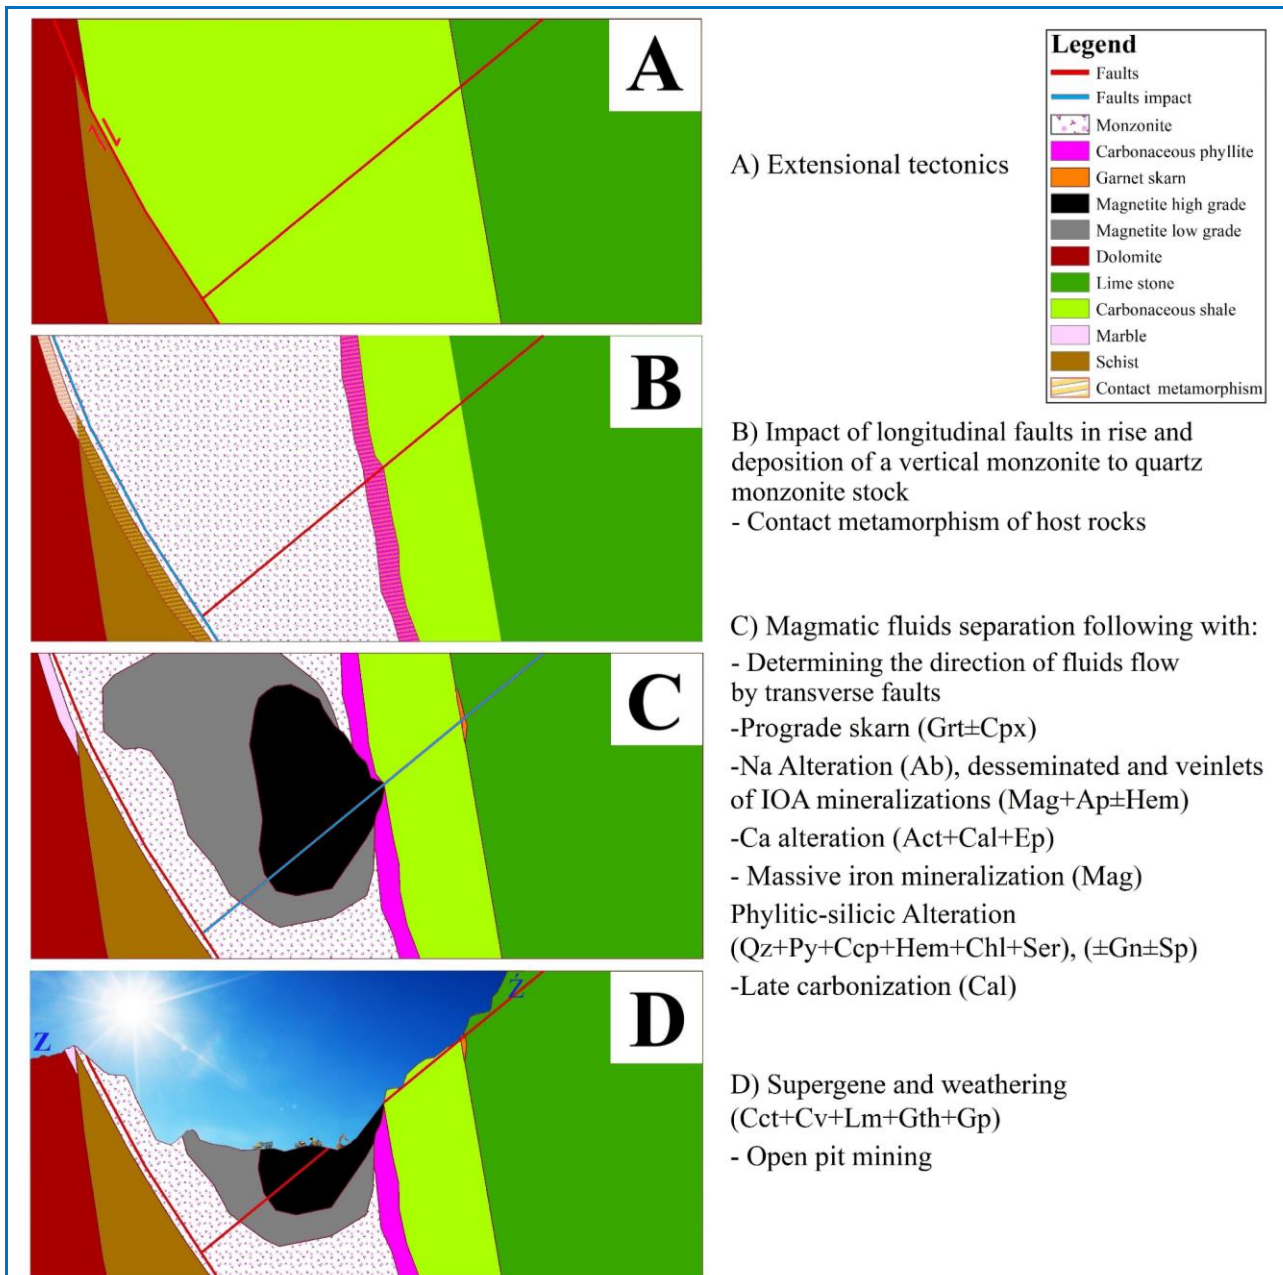 A
A) Extensional tectonics
Legend
Faults
Faults impact
Monzonite
Carbonaceous phyllite
Garnet skarn
Magnetite high grade
Magnetite low grade
Dolomite
Lime stone
Carbonaceous shale
Marble
Schist
Contact metamorphism
B
B) Impact of longitudinal faults in rise and
deposition of a vertical monzonite to quartz
monzonite stock
- Contact metamorphism of host rocks
C
C) Magmatic fluids separation following with:
- Determining the direction of fluids flow
by transverse faults
-Prograde skarn (Grt±Cpx)
-Na Alteration (Ab), desseminated and veinlets
of IOA mineralizations (Mag+Ap±Hem)
-Ca alteration (Act+Cal+Ep)
- Massive iron mineralization (Mag)
Phylitic-silicic Alteration
(Qz+Py+Ccp+Hem+Chl+Ser), (±Gn±Sp)
-Late carbonization (Cal)
Z
Ź
D
D) Supergene and weathering
(Cct+Cv+Lm+Gth+Gp)
- Open pit mining